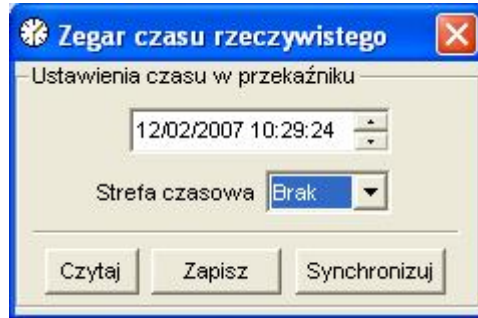 Zegar czasu rzeczywistego
Ustawienia czasu w przekaźniku
12/02/2007 10:29:24
Strefa czasowa Brak
Czytaj Zapisz Synchronizuj